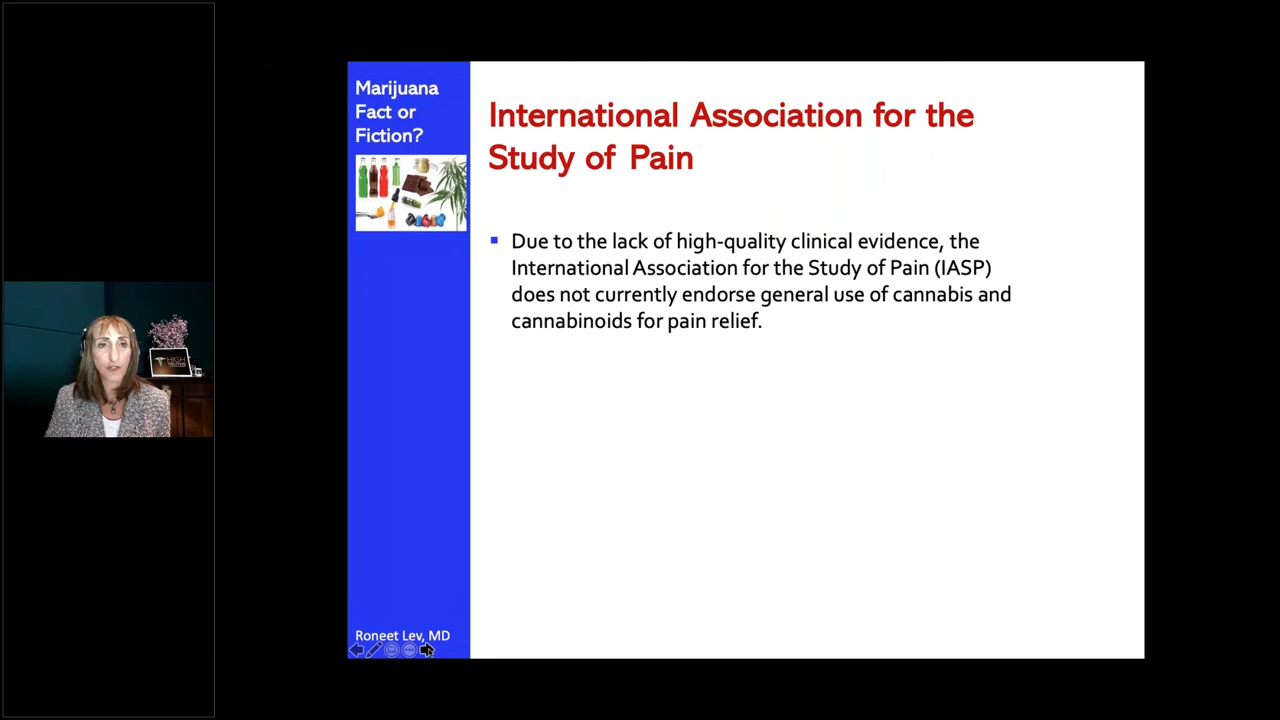 Marijuana
Fact or
Fiction?
International Association for the
Study of Pain
Due to the lack of high-quality clinical evidence, the
International Association for the Study of Pain (IASP)
does not currently endorse general use of cannabis and
cannabinoids for pain relief.
HIGH
Roneet Lev, MD